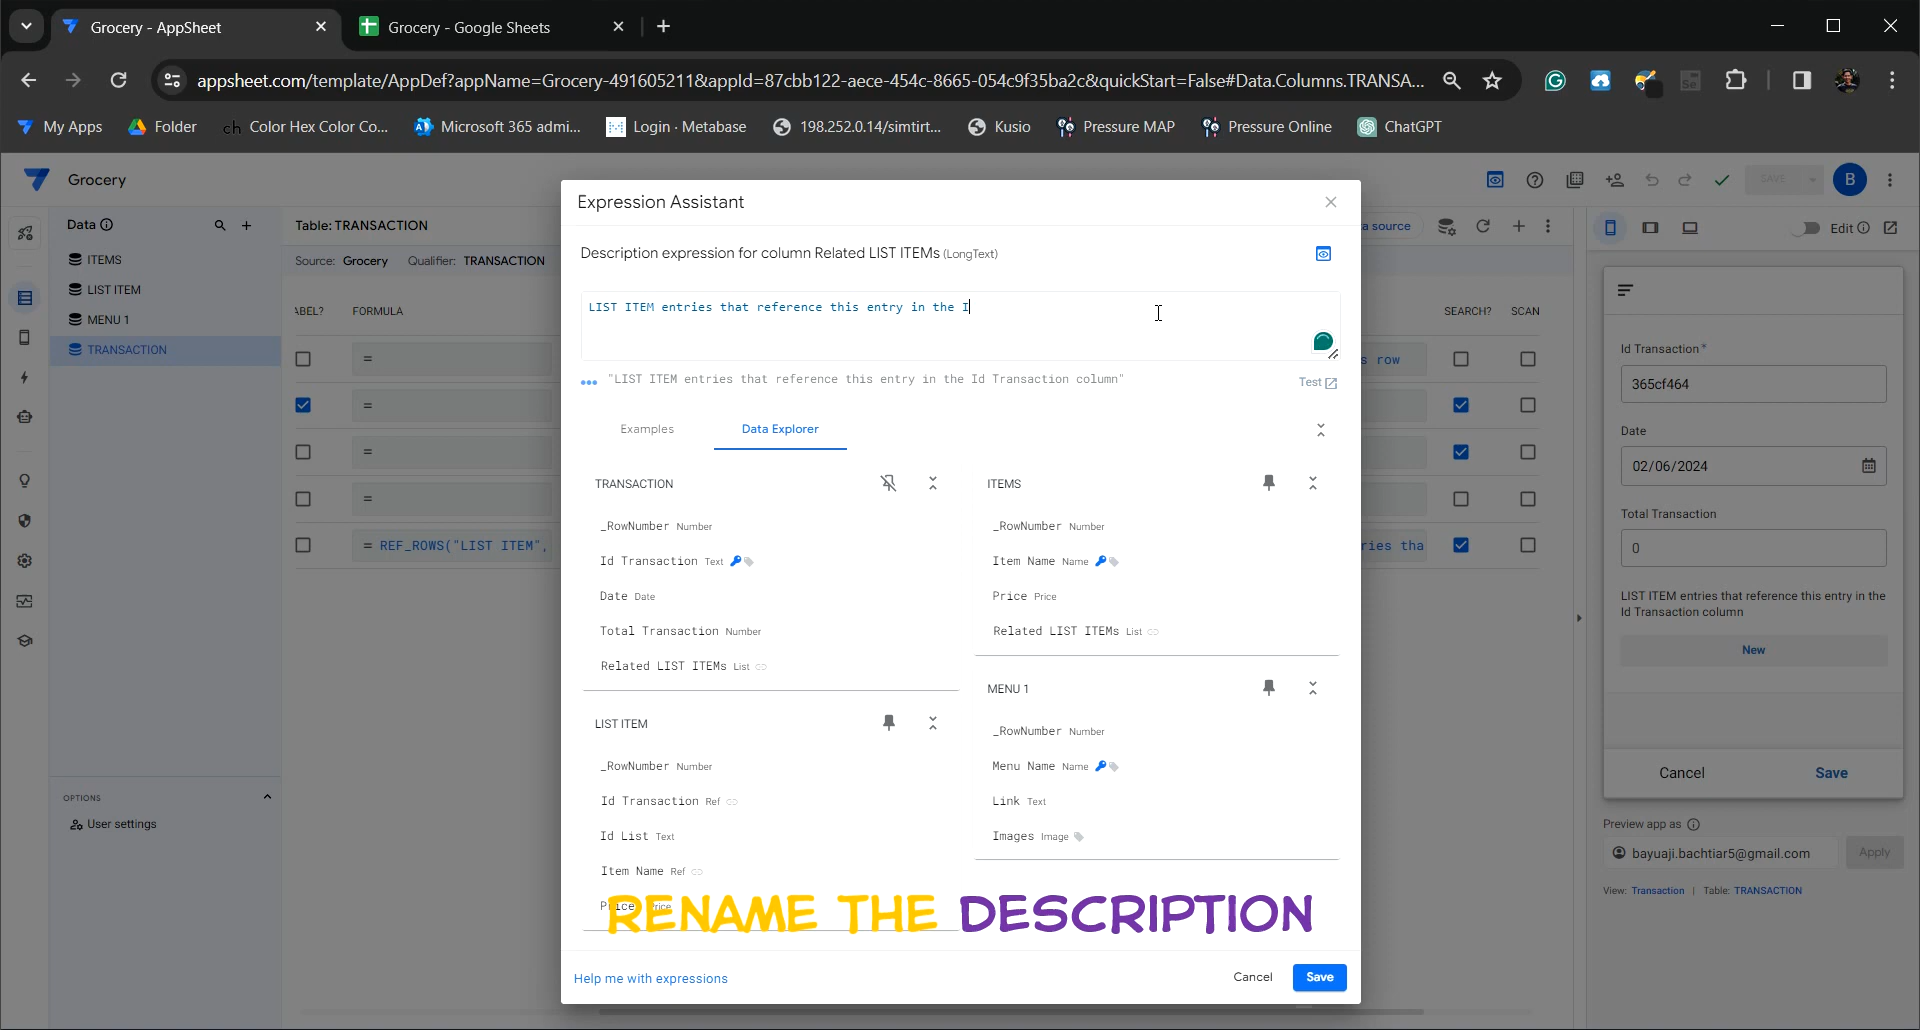 Grocery - AppSheet
Grocery - Google Sheets
appsheet.com/template/AppDef?appName=Grocery-491605211&appId=87cbb122-aece-454c-8665-054c9f35ba2c&quickStart=False#Data.Columns.TRANSA...
My Apps
Folder
Color Hex Color Co...
Microsoft 365 admi...
Login · Metabase
198.252.0.14/simtirt...
Kusio
Pressure MAP
Pressure Online
ChatGPT
Grocery
SAVE
B
Data
ITEMS
LIST ITEM
MENU 1
TRANSACTION
OPTIONS
User settings
Table: TRANSACTION
Source: Grocery Qualifier: TRANSACTION
a source
ABEL? FORMULA
SEARCH? SCAN
=
s row
=
=
=
= REF_ROWS("LIST ITEM",
ries tha
Expression Assistant
Description expression for column Related LIST ITEMs (LongText)
LIST ITEM entries that reference this entry in the I
"LIST ITEM entries that reference this entry in the Id Transaction column"
Test
Examples
Data Explorer
TRANSACTION
_RowNumber Number
Id Transaction Text
Date Date
Total Transaction Number
Related LIST ITEMs List
LIST ITEM
_RowNumber Number
Id Transaction Ref
Id List Text
Item Name Ref
Price Price
ITEMS
_RowNumber Number
Item Name Name
Price Price
Related LIST ITEMs List
MENU 1
_RowNumber Number
Menu Name Name
Link Text
Images Image
RENAME THE DESCRIPTION
Help me with expressions
Cancel
Save
Edit
Id Transaction*
365cf464
Date
02/06/2024
Total Transaction
0
LIST ITEM entries that reference this entry in the
Id Transaction column
New
Cancel
Save
Preview app as
bayuaji.bachtiar5@gmail.com
Apply
View: Transaction | Table: TRANSACTION